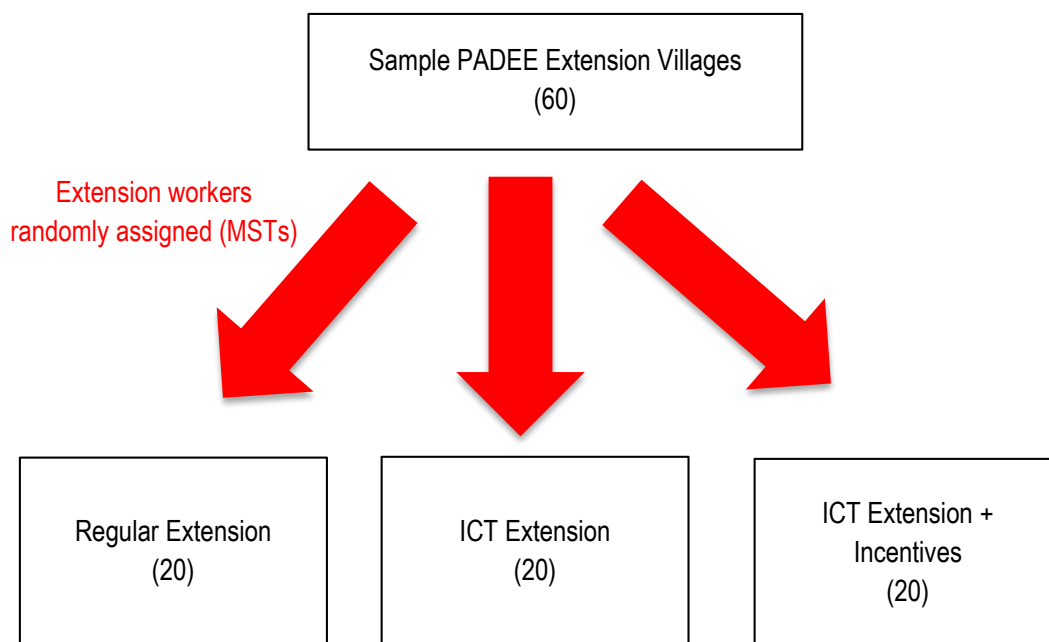 Sample PADEE Extension Villages
(60)
Extension workers
randomly assigned (MSTs)
Regular Extension
(20)
ICT Extension
(20)
ICT Extension +
Incentives
(20)